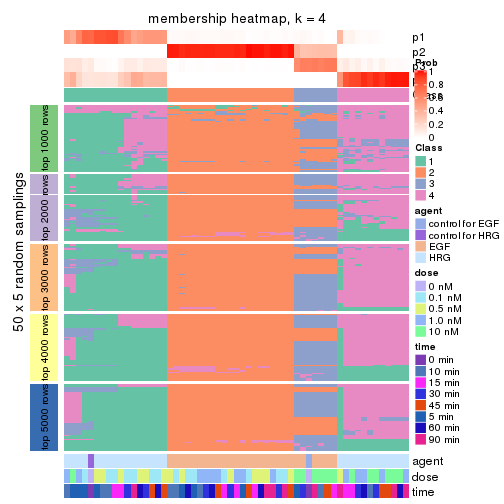 membership heatmap, k = 4
p1
p2
p3
Prob
1
0.8
0.6
0.4
0.2
0
Class
1
2
3
4
agent
control for EGF
control for HRG
EGF
HRG
dose
0 nM
0.1 nM
0.5 nM
1.0 nM
10 nM
time
0 min
10 min
15 min
30 min
45 min
5 min
60 min
90 min
50 x 5 random samplings
top 1000 rows
top 2000 rows
top 3000 rows
top 4000 rows
top 5000 rows
agent
dose
time